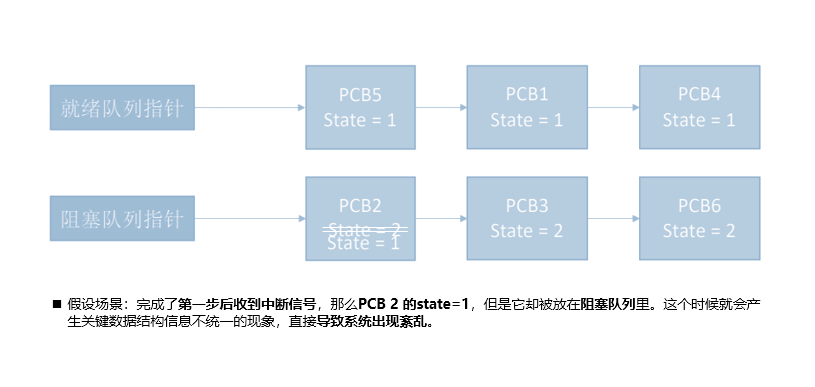 就绪队列指针
PCB5
State = 1
PCB1
State = 1
PCB4
State = 1
阻塞队列指针
PCB2
State = 2
State = 1
PCB3
State = 2
PCB6
State = 2
■ 假设场景：完成了第一步后收到中断信号，那么PCB 2 的state=1，但是它却被放在阻塞队列里。这个时候就会产
生关键数据结构信息不统一的现象，直接导致系统出现紊乱。